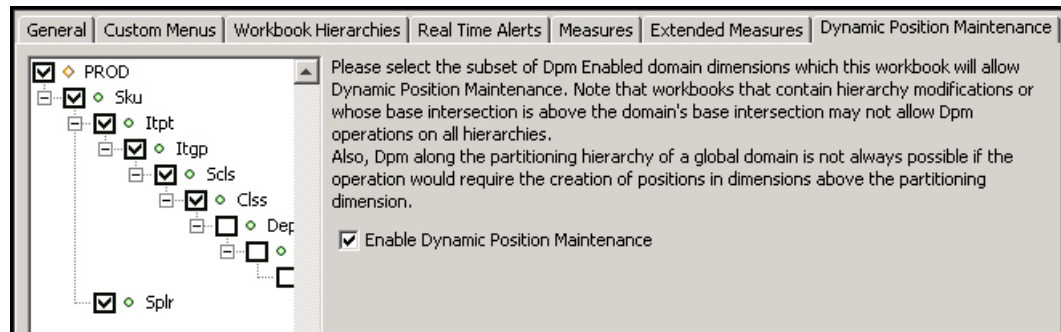 General Custom Menus Workbook Hierarchies Real Time Alerts Measures Extended Measures Dynamic Position Maintenance
PROD
Sku
Itpt
Itgp
Scls
Clss
Dep
Splr
Please select the subset of Dpm Enabled domain dimensions which this workbook will allow
Dynamic Position Maintenance. Note that workbooks that contain hierarchy modifications or
whose base intersection is above the domain's base intersection may not allow Dpm
operations on all hierarchies.
Also, Dpm along the partitioning hierarchy of a global domain is not always possible if the
operation would require the creation of positions in dimensions above the partitioning
dimension.
Enable Dynamic Position Maintenance